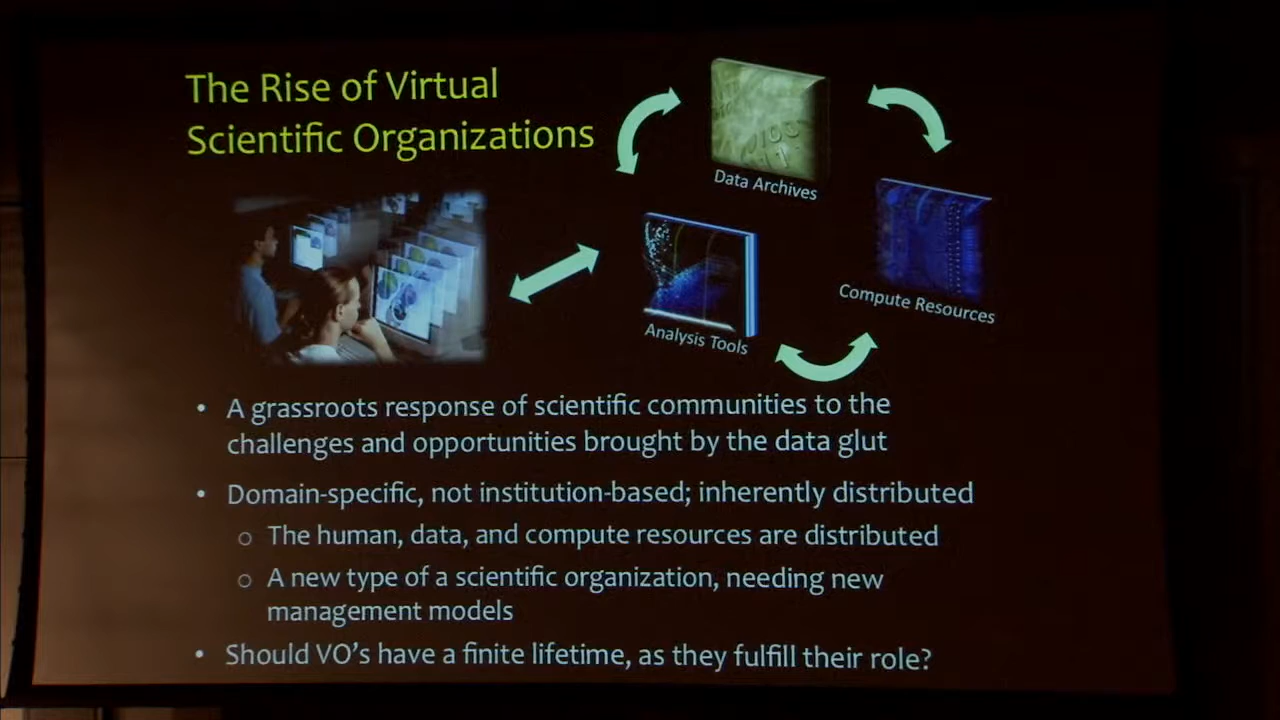 The Rise of Virtual
Scientific Organizations
Data Archives
Compute Resources
Analysis Tools
• A grassroots response of scientific communities to the
challenges and opportunities brought by the data glut
• Domain-specific, not institution-based; inherently distributed
o The human, data, and compute resources are distributed
o A new type of a scientific organization, needing new
management models
• Should VO's have a finite lifetime, as they fulfill their role?